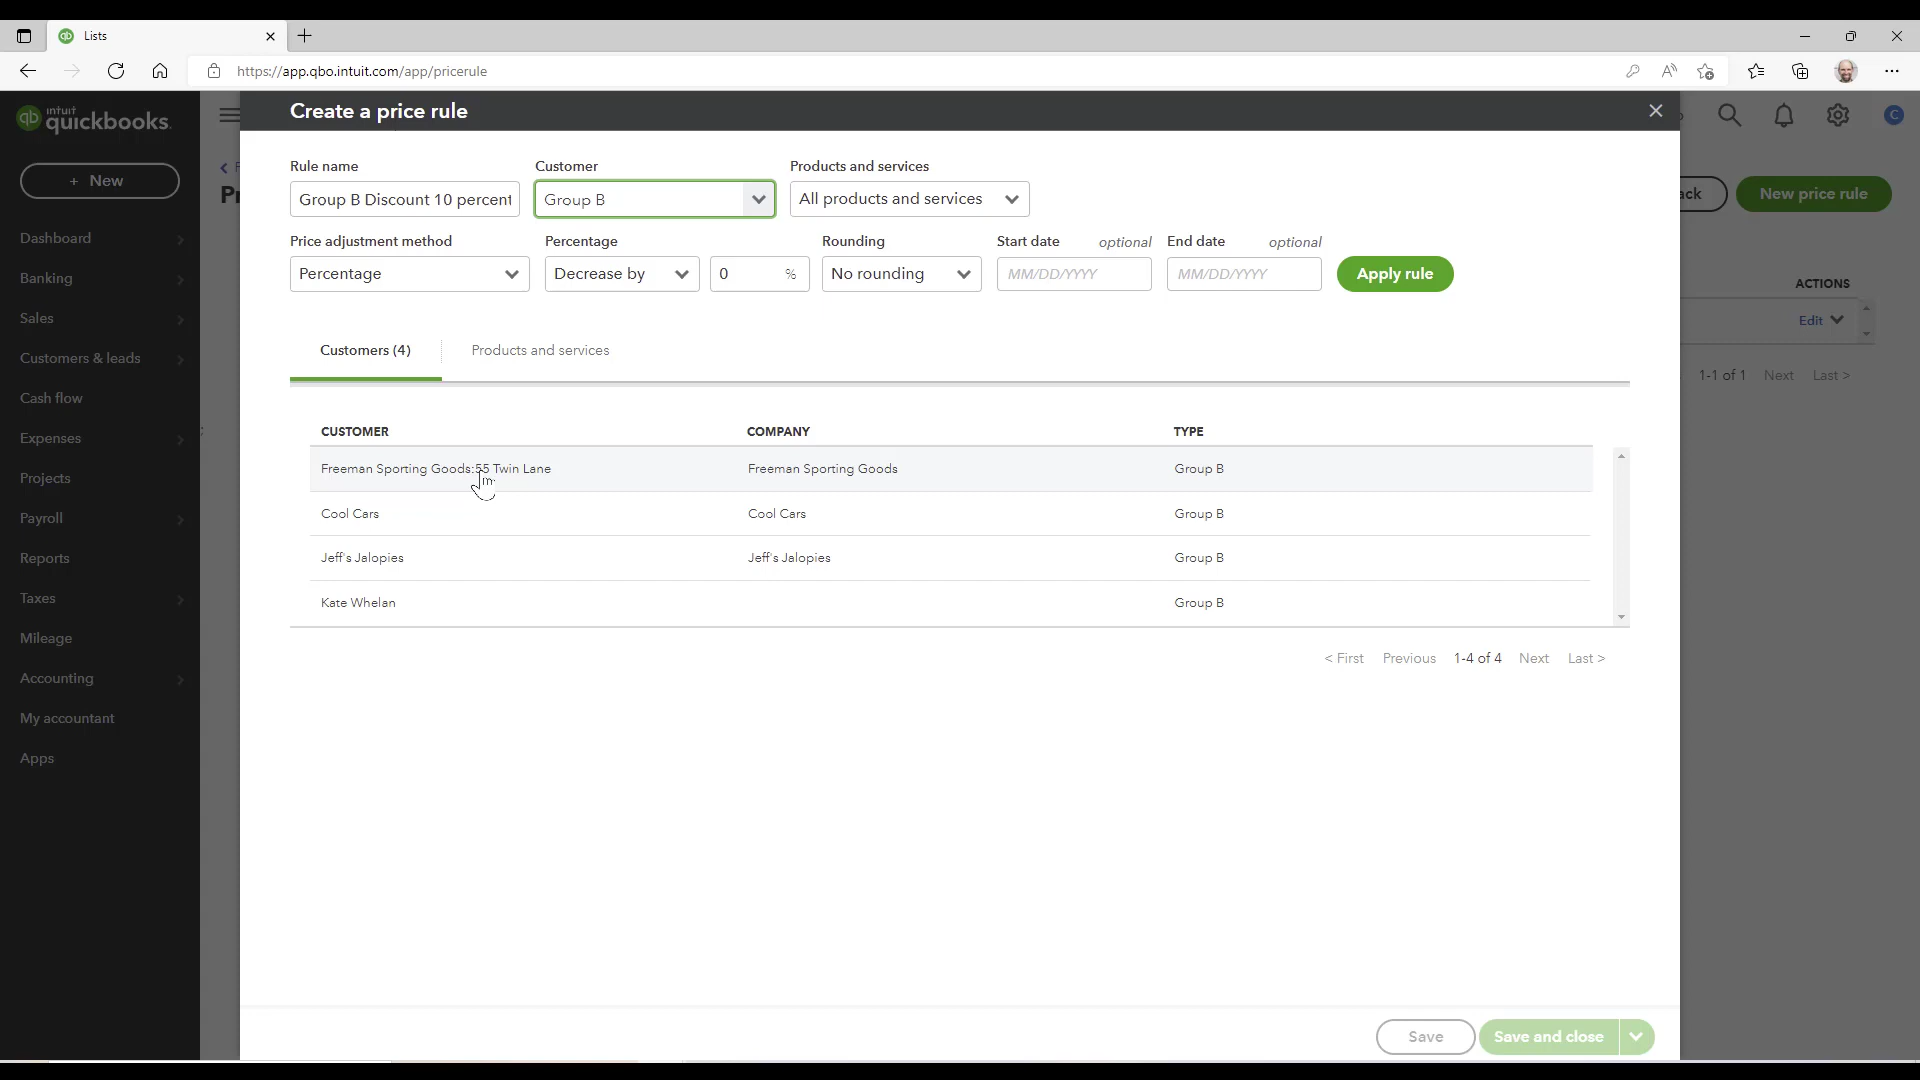 Lists
https://app.qbo.intuit.com/app/pricerule
intuit
quickbooks.
Create a price rule
C
+ New
Rule name
Customer
Products and services
Group B Discount 10 percent
Group B
All products and services
New price rule
Price adjustment method
Percentage
Rounding
Start date optional
End date optional
Percentage
Decrease by
0 %
No rounding
MM/DD/YYYY
MM/DD/YYYY
Apply rule
ACTIONS
Edit
1-1 of 1 Next Last >
Dashboard
Banking
Sales
Customers & leads
Cash flow
Expenses
Projects
Payroll
Reports
Taxes
Mileage
Accounting
My accountant
Apps
Customers (4)
Products and services
CUSTOMER COMPANY TYPE
Freeman Sporting Goods:55 Twin Lane Freeman Sporting Goods Group B
Cool Cars Cool Cars Group B
Jeff's Jalopies Jeff's Jalopies Group B
Kate Whelan Group B
< First Previous 1-4 of 4 Next Last >
Save
Save and close